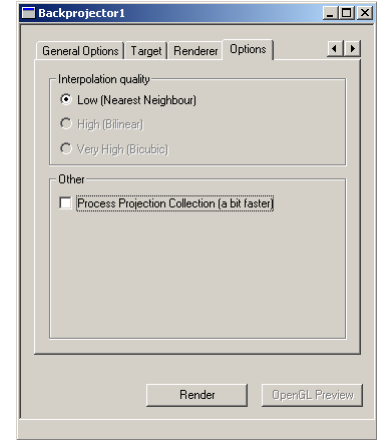 Backprojector1
General Options Target Renderer Options
Interpolation quality
Low (Nearest Neighbour)
High (Bilinear)
Very High (Bicubic)
Other
Process Projection Collection (a bit faster)
Render OpenGL Preview